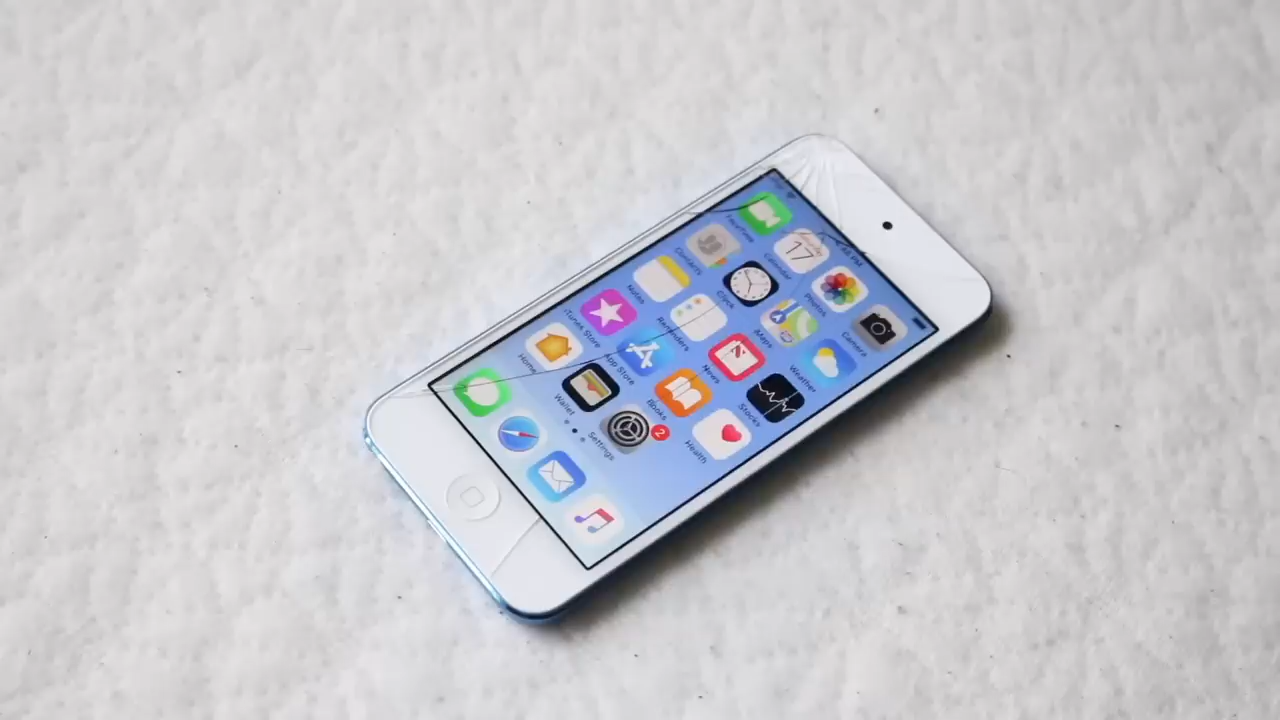 FaceTime
Calendar
17
Photos
Camera
Contacts
Clock
Maps
Weather
Notes
Reminders
News
Stocks
iTunes Store
App Store
Books
Health
Home
Wallet
Settings
2